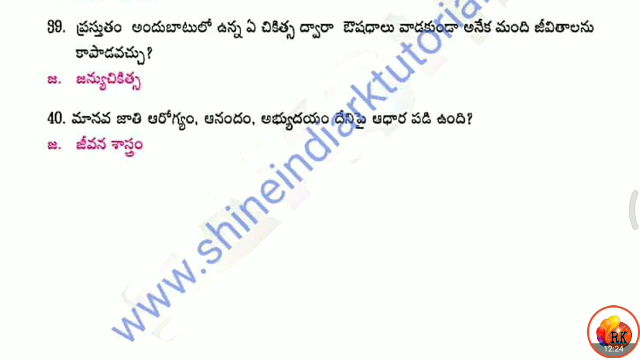 39. ప్రస్తుతం అందుబాటులో ఉన్న ఏ చికిత్స ద్వారా ఔషధాలు వాడకుండా అనేక మంది జీవితాలను
కాపాడవచ్చు?
జ. జన్యుచికిత్స
40. మానవ జాతి ఆరోగ్యం, ఆనందం, అభ్యుదయం దేనిపై ఆధార పడి ఉంది?
జ. జీవన శాస్త్రం
www.shineindiarktutorial
RK
12:24